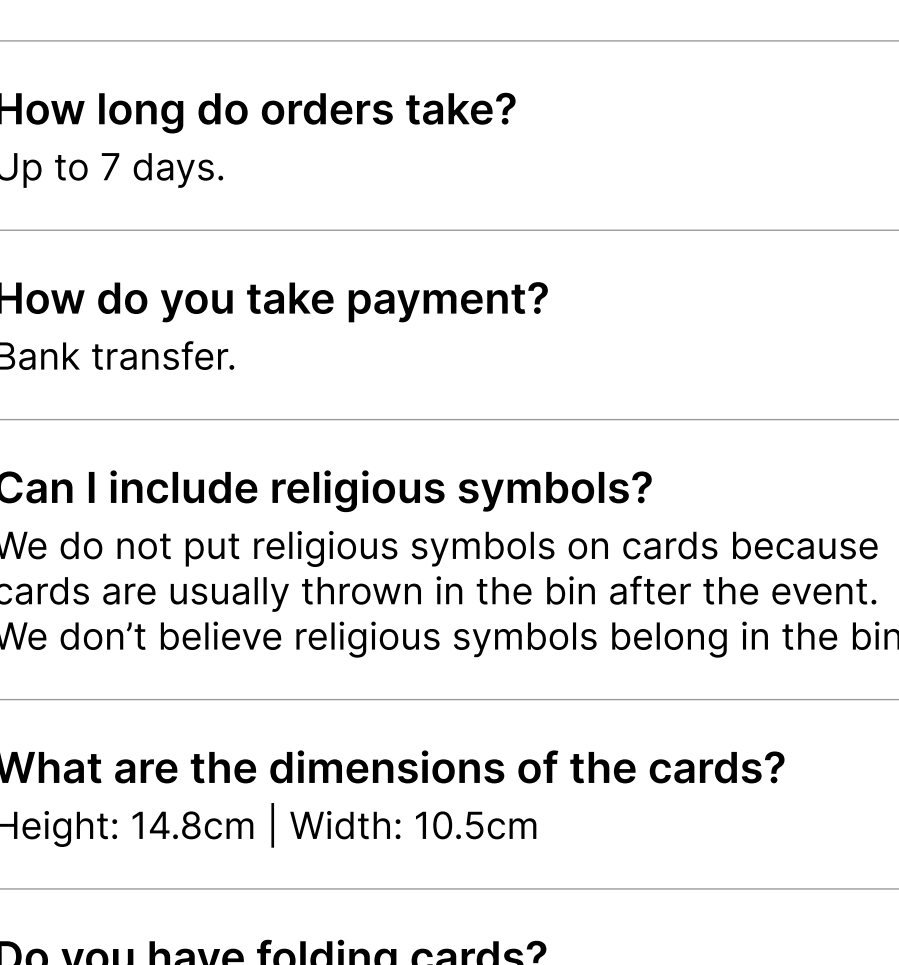 How long do orders take?
Up to 7 days.
How do you take payment?
Bank transfer.
Can I include religious symbols?
We do not put religious symbols on cards because
cards are usually thrown in the bin after the event.
We don’t believe religious symbols belong in the bin
What are the dimensions of the cards?
Height: 14.8cm | Width: 10.5cm
Do you have folding cards?